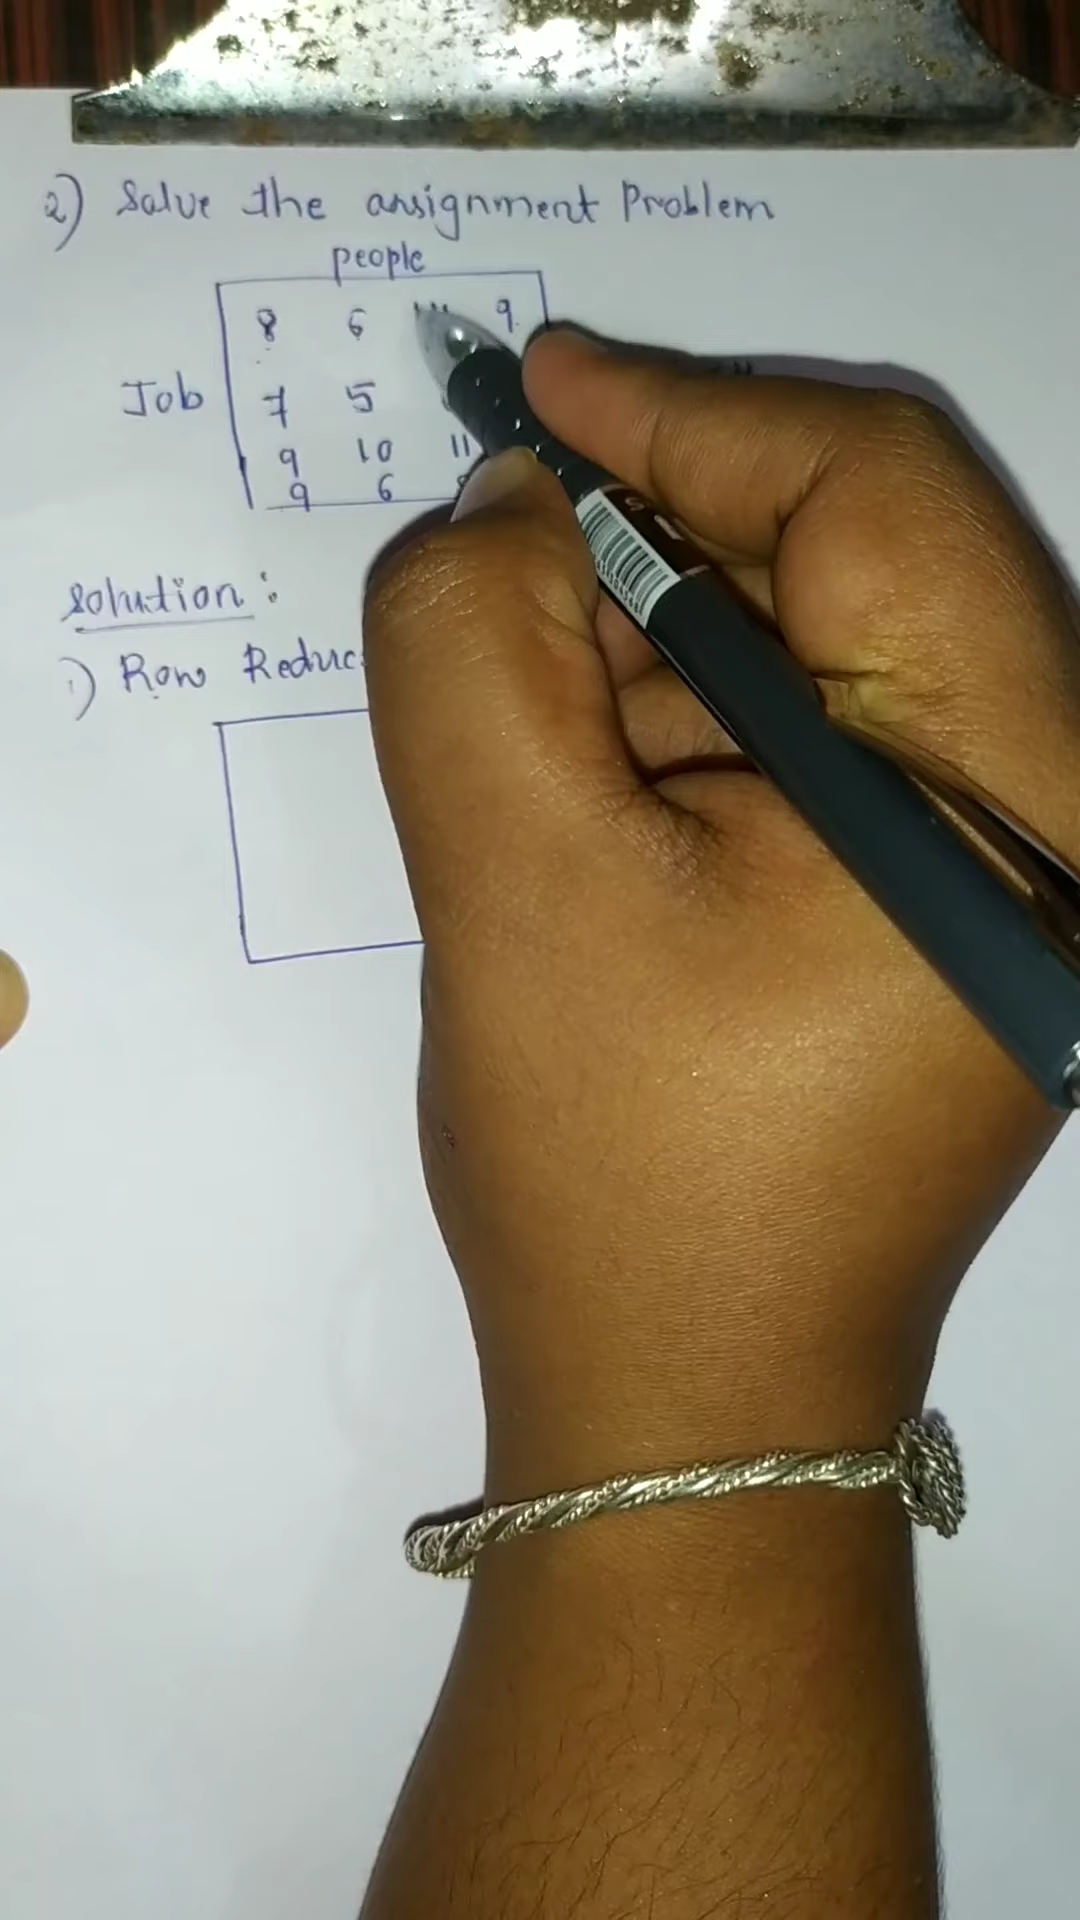 2) Solve the assignment Problem
people
8 6 9
Job 7 5
9 10 11
9 6
Solution :
1) Row Reduc